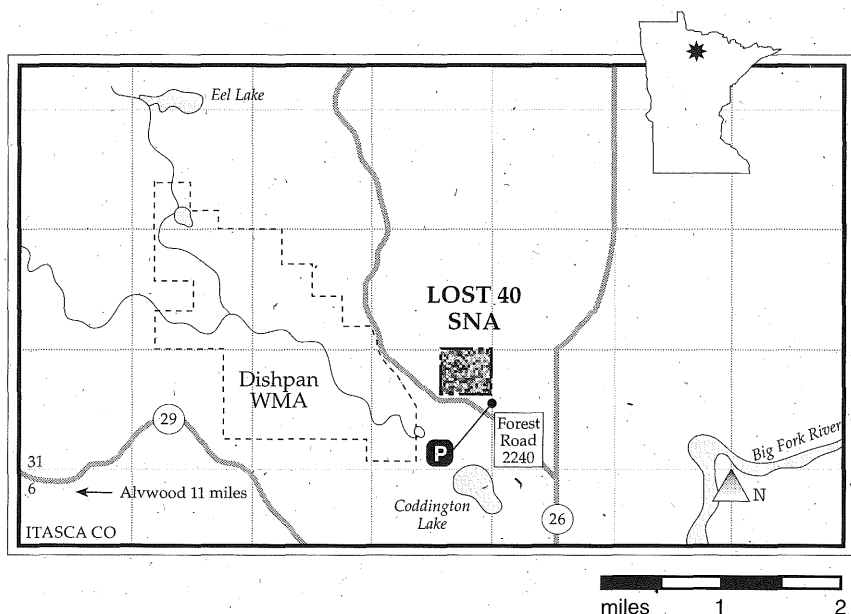 Eel Lake
LOST 40
SNA
Dishpan
WMA
29
Forest
Road
2240
P
31
6
Alvwood 11 miles
Coddington
Lake
Big Fork River
N
26
ITASCA CO
miles 1 2